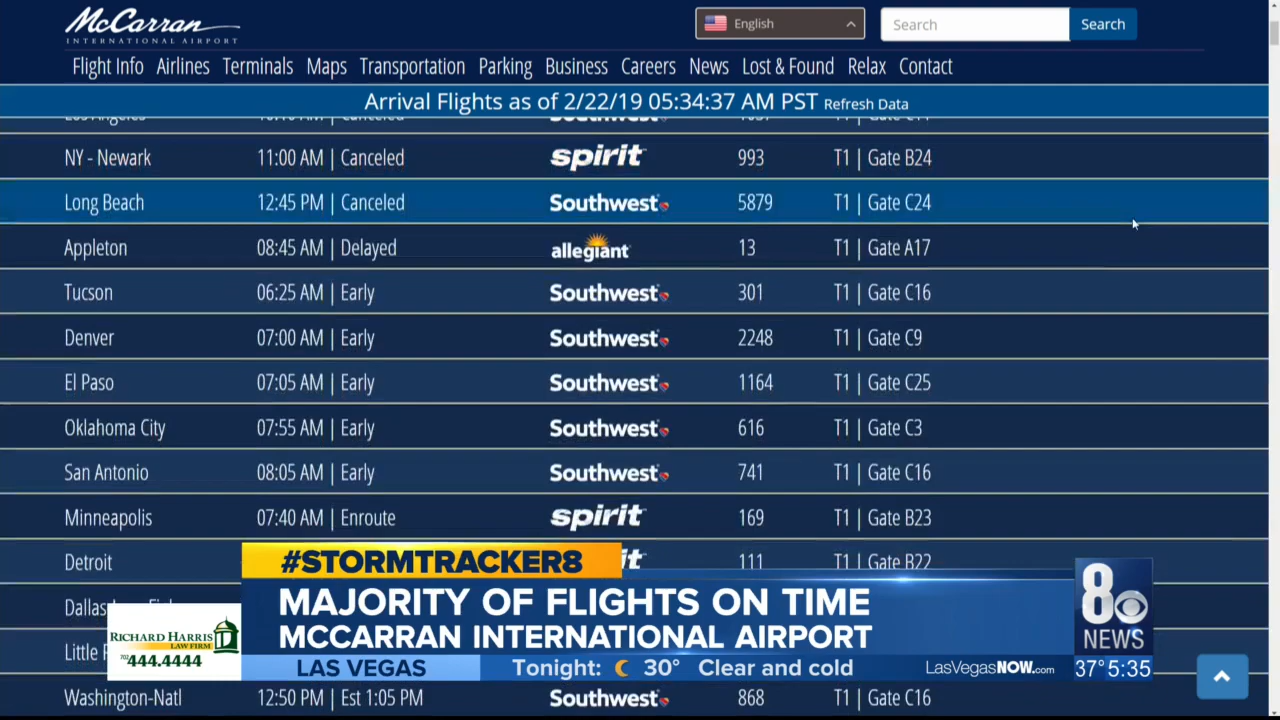 McCarran
INTERNATIONAL AIRPORT
English
Search
Search
Flight Info Airlines Terminals Maps Transportation Parking Business Careers News Lost & Found Relax Contact
Arrival Flights as of 2/22/19 05:34:37 AM PST Refresh Data
Los Angeles Canceled Southwest
NY - Newark 11:00 AM | Canceled spirit 993 T1 | Gate B24
Long Beach 12:45 PM | Canceled Southwest 5879 T1 | Gate C24
Appleton 08:45 AM | Delayed allegiant 13 T1 | Gate A17
Tucson 06:25 AM | Early Southwest 301 T1 | Gate C16
Denver 07:00 AM | Early Southwest 2248 T1 | Gate C9
El Paso 07:05 AM | Early Southwest 1164 T1 | Gate C25
Oklahoma City 07:55 AM | Early Southwest 616 T1 | Gate C3
San Antonio 08:05 AM | Early Southwest 741 T1 | Gate C16
Minneapolis 07:40 AM | Enroute spirit 169 T1 | Gate B23
Detroit 111 T1 | Gate B22
#STORMTRACKER8
MAJORITY OF FLIGHTS ON TIME
MCCARRAN INTERNATIONAL AIRPORT
Dallas
Little
RICHARD HARRIS
LAW FIRM
702 444.4444
8
NEWS
LAS VEGAS Tonight: 30° Clear and cold LasVegasNOW.com 37° 5:35
Washington-Natl 12:50 PM | Est 1:05 PM Southwest 868 T1 | Gate C16